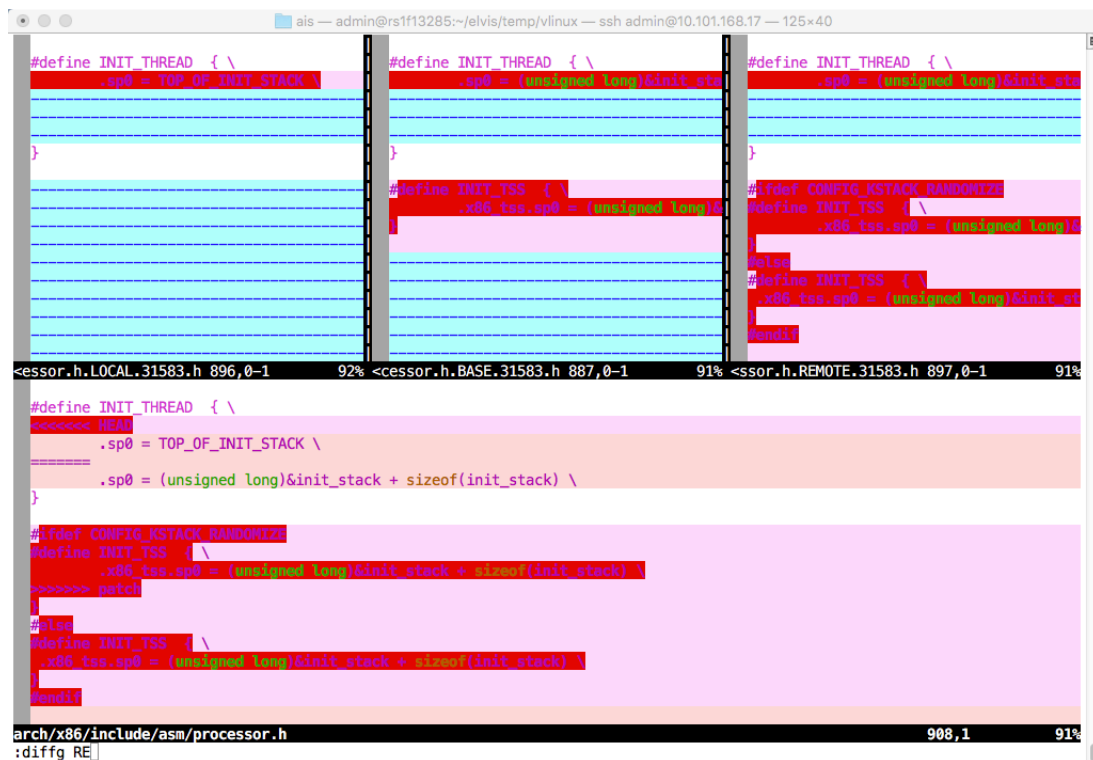 ais — admin@rs1f13285:~/elvis/temp/vlinux — ssh admin@10.101.168.17 — 125×40
#define INIT_THREAD  { \
        .sp0 = TOP_OF_INIT_STACK \
}
<essor.h.LOCAL.31583.h 896,0-1        92%
#define INIT_THREAD  { \
        .sp0 = (unsigned long)&init_sta
}
#define INIT_TSS  { \
        .x86_tss.sp0 = (unsigned long)&
}
<cessor.h.BASE.31583.h 887,0-1        91%
#define INIT_THREAD  { \
        .sp0 = (unsigned long)&init_sta
}
#ifdef CONFIG_KSTACK_RANDOMIZE
#define INIT_TSS  { \
        .x86_tss.sp0 = (unsigned long)&
}
#else
#define INIT_TSS  { \
 .x86_tss.sp0 = (unsigned long)&init_st
}
#endif
<ssor.h.REMOTE.31583.h 897,0-1        91%
#define INIT_THREAD  { \
<<<<<<< HEAD
        .sp0 = TOP_OF_INIT_STACK \
=======
        .sp0 = (unsigned long)&init_stack + sizeof(init_stack) \
}
#ifdef CONFIG_KSTACK_RANDOMIZE
#define INIT_TSS  { \
        .x86_tss.sp0 = (unsigned long)&init_stack + sizeof(init_stack) \
>>>>>>> patch
}
#else
#define INIT_TSS  { \
 .x86_tss.sp0 = (unsigned long)&init_stack + sizeof(init_stack) \
}
#endif
arch/x86/include/asm/processor.h        908,1        91%
:diffg RE